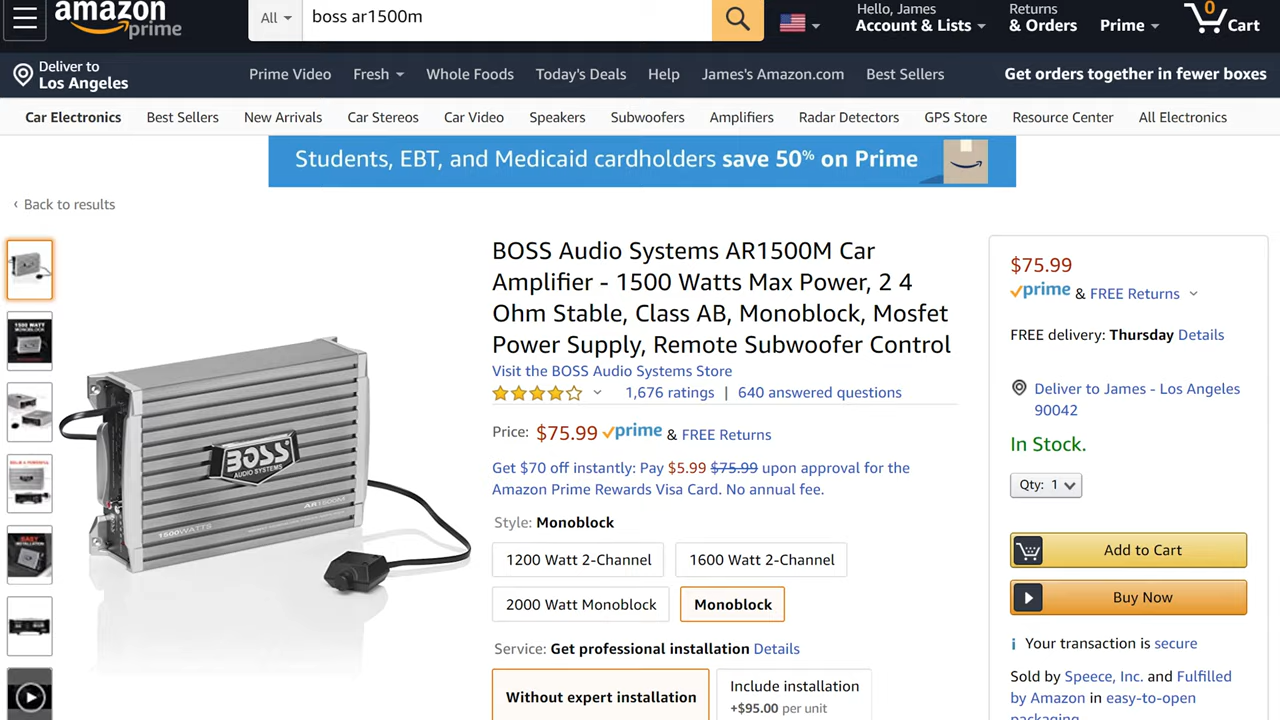 amazon
prime
All
boss ar1500m
Hello, James
Account & Lists
Returns
& Orders
Prime
0
Cart
Deliver to
Los Angeles
Prime Video
Fresh
Whole Foods
Today's Deals
Help
James's Amazon.com
Best Sellers
Get orders together in fewer boxes
Car Electronics
Best Sellers
New Arrivals
Car Stereos
Car Video
Speakers
Subwoofers
Amplifiers
Radar Detectors
GPS Store
Resource Center
All Electronics
Students, EBT, and Medicaid cardholders save 50% on Prime
‹ Back to results
BOSS
AUDIO SYSTEMS
1500WATTS
AR1500M
BOSS Audio Systems AR1500M Car
Amplifier - 1500 Watts Max Power, 2 4
Ohm Stable, Class AB, Monoblock, Mosfet
Power Supply, Remote Subwoofer Control
Visit the BOSS Audio Systems Store
1,676 ratings | 640 answered questions
Price: $75.99 prime & FREE Returns
Get $70 off instantly: Pay $5.99 $75.99 upon approval for the
Amazon Prime Rewards Visa Card. No annual fee.
Style: Monoblock
1200 Watt 2-Channel
1600 Watt 2-Channel
2000 Watt Monoblock
Monoblock
Service: Get professional installation Details
Without expert installation
Include installation
+$95.00 per unit
$75.99
prime & FREE Returns
FREE delivery: Thursday Details
Deliver to James - Los Angeles
90042
In Stock.
Qty: 1
Add to Cart
Buy Now
Your transaction is secure
Sold by Speece, Inc. and Fulfilled
by Amazon in easy-to-open
packaging.